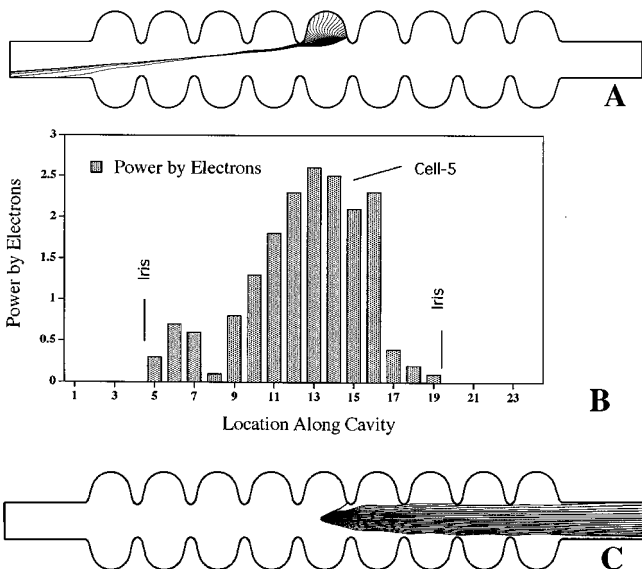 A
3
2.5
2
1.5
1
0.5
0
Power by Electrons
Power by Electrons
Cell-5
Iris
Iris
1 3 5 7 9 11 13 15 17 19 21 23
Location Along Cavity
B
C